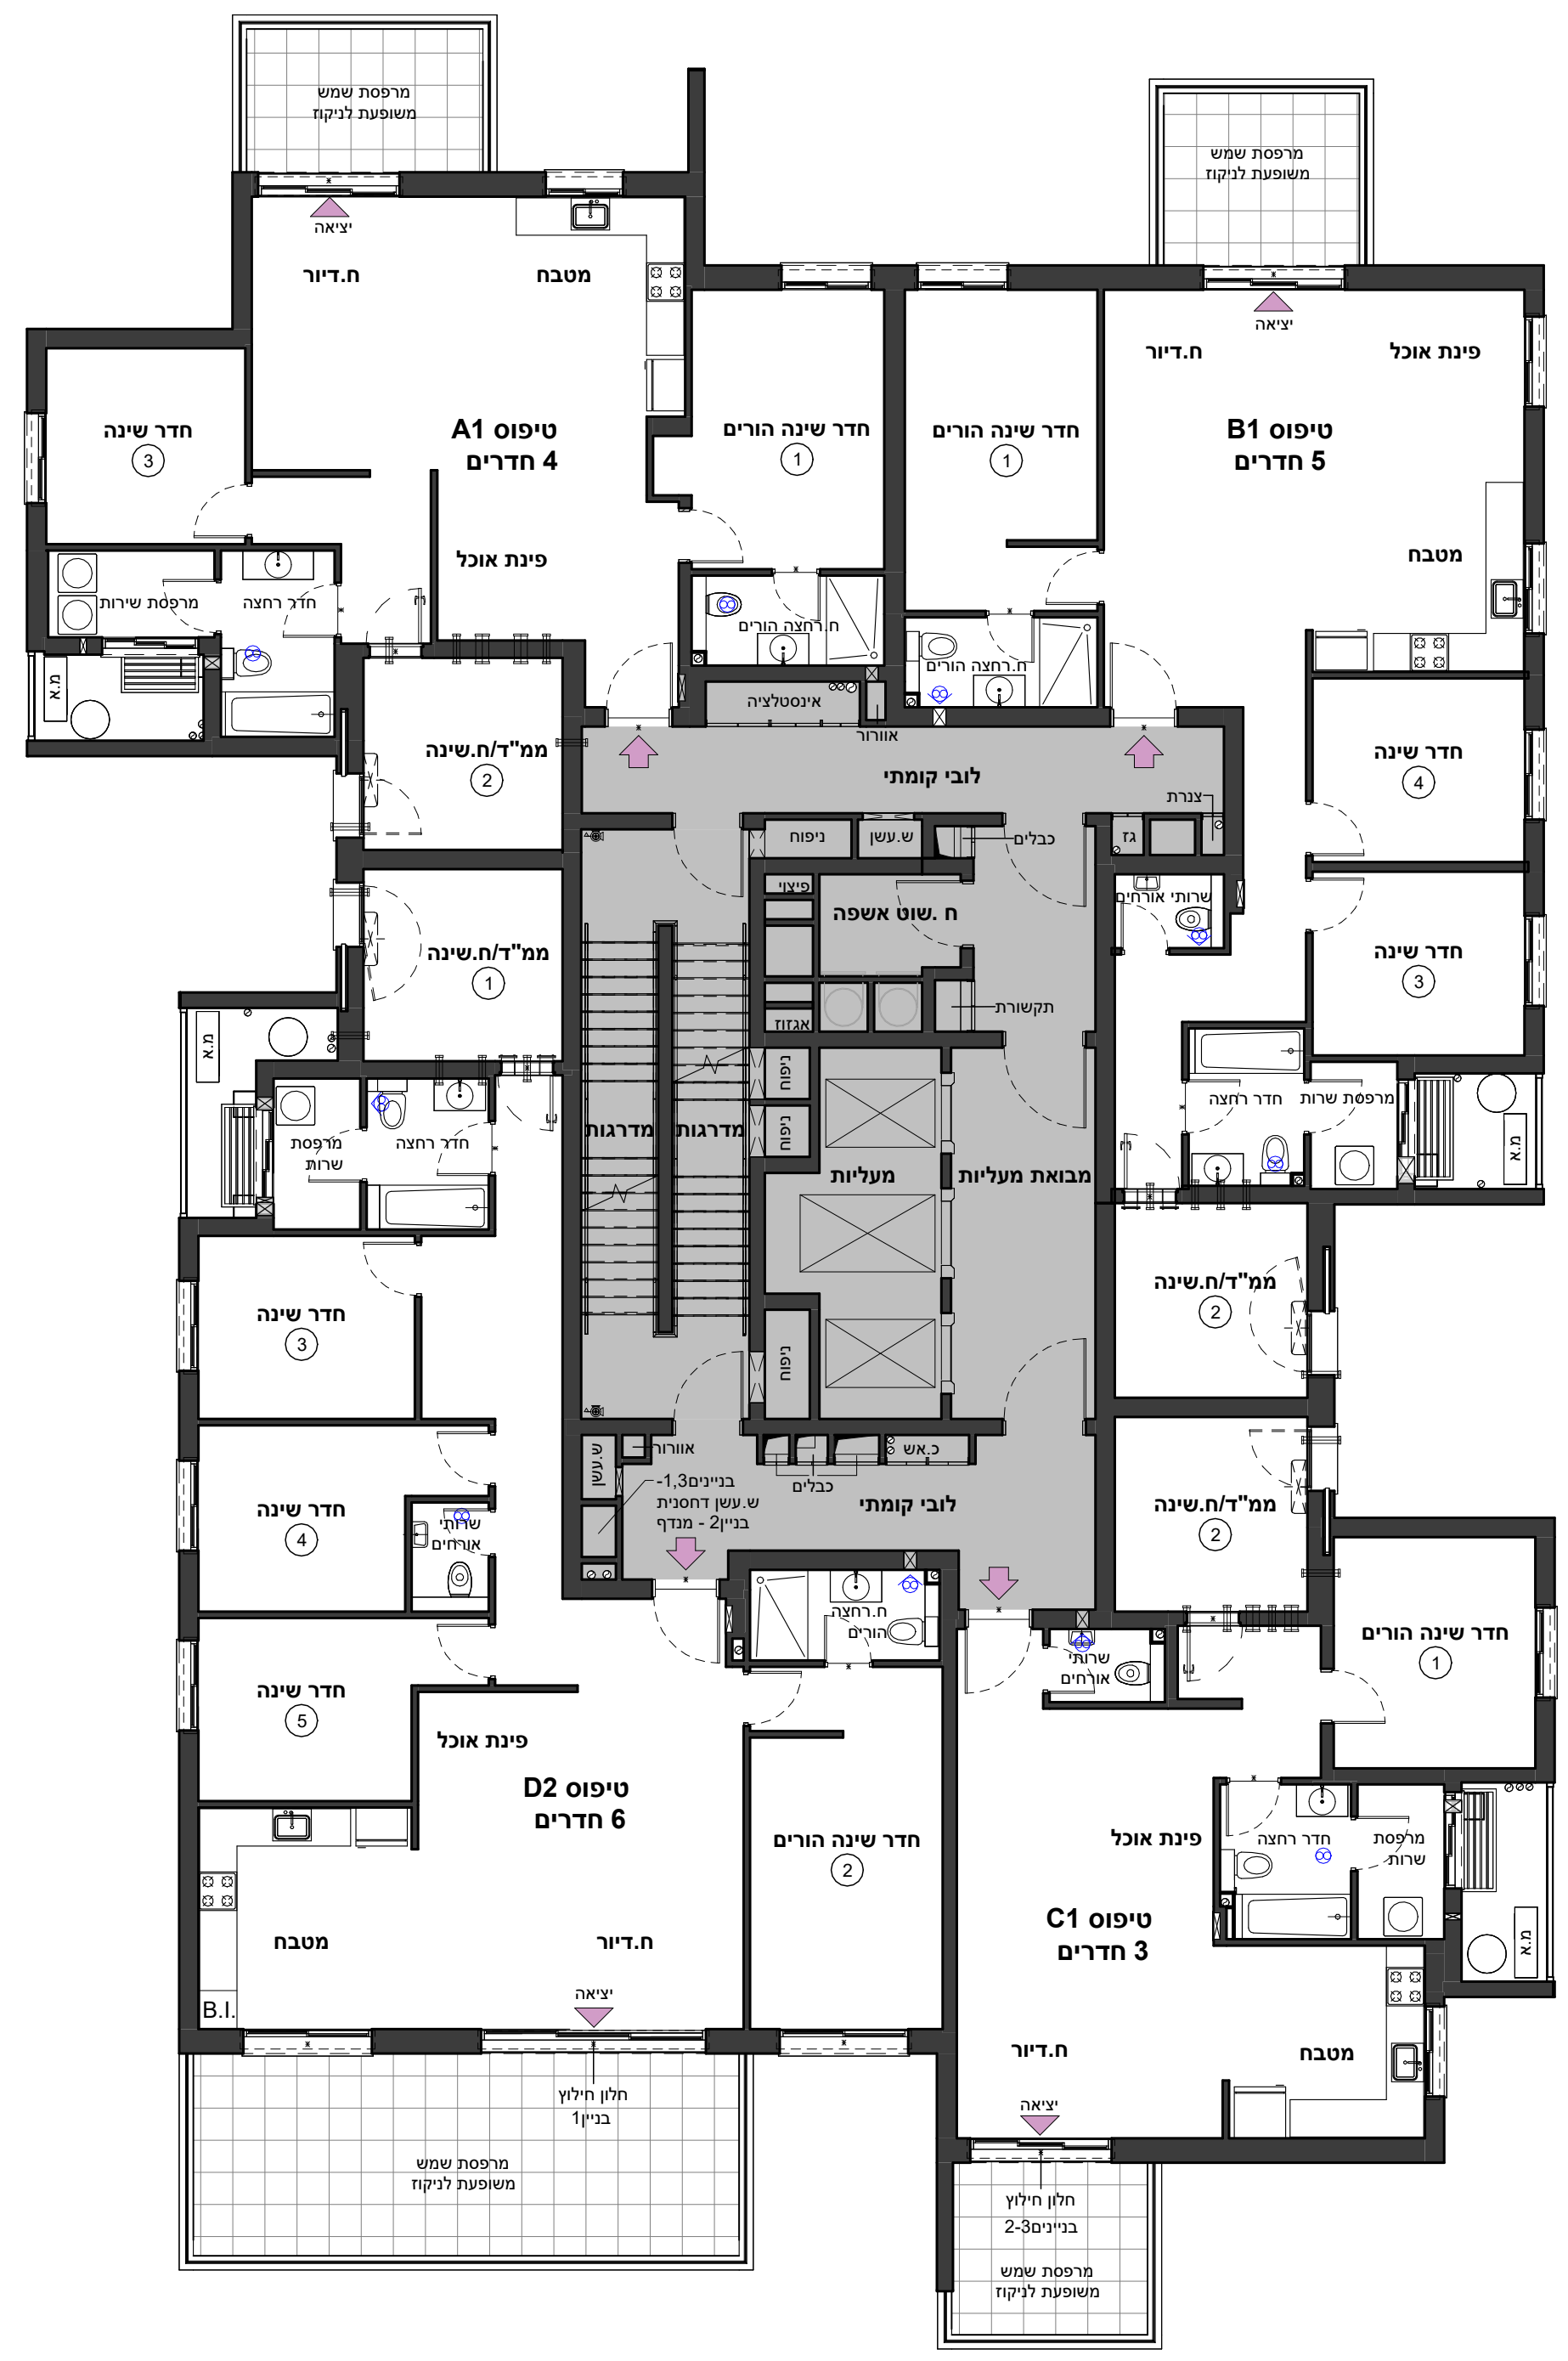 מרפסת שמש
משופעת לניקוז
יציאה
ח.דיור
מטבח
טיפוס A1
4 חדרים
פינת אוכל
חדר שינה
3
חדר שינה הורים
1
מרפסת שירות
חדר רחצה
ח.רחצה הורים
מ.א
ממ"ד/ח.שינה
2
מרפסת שמש
משופעת לניקוז
יציאה
ח.דיור
פינת אוכל
טיפוס B1
5 חדרים
חדר שינה הורים
1
מטבח
ח.רחצה הורים
חדר שינה
4
חדר שינה
3
שרותי אורחים
חדר רחצה
מרפסת שרות
מ.א
ממ"ד/ח.שינה
2
אינסטלציה
אוורור
לובי קומתי
צנרת
גז
ניפוח
ש.עשן
כבלים
פיצוי
ח .שוט אשפה
אגזוז
תקשורת
ניפוח
ניפוח
מדרגות
מדרגות
מעליות
מבואת מעליות
ניפוח
ש.עשן
אוורור
כבלים
כ.אש
לובי קומתי
בניינים1,3-
ש.עשן דחסנית
בניין2 - מנדף
ממ"ד/ח.שינה
1
מ.א
מרפסת
שרות
חדר רחצה
חדר שינה
3
חדר שינה
4
שרותי
אורחים
חדר שינה
5
פינת אוכל
טיפוס D2
6 חדרים
ח.רחצה
הורים
חדר שינה הורים
2
מטבח
ח.דיור
B.I.
יציאה
חלון חילוץ
בניין1
מרפסת שמש
משופעת לניקוז
ממ"ד/ח.שינה
2
חדר שינה הורים
1
שרותי
אורחים
פינת אוכל
חדר רחצה
מרפסת
שרות
מ.א
טיפוס C1
3 חדרים
ח.דיור
מטבח
יציאה
חלון חילוץ
בניינים2-3
מרפסת שמש
משופעת לניקוז